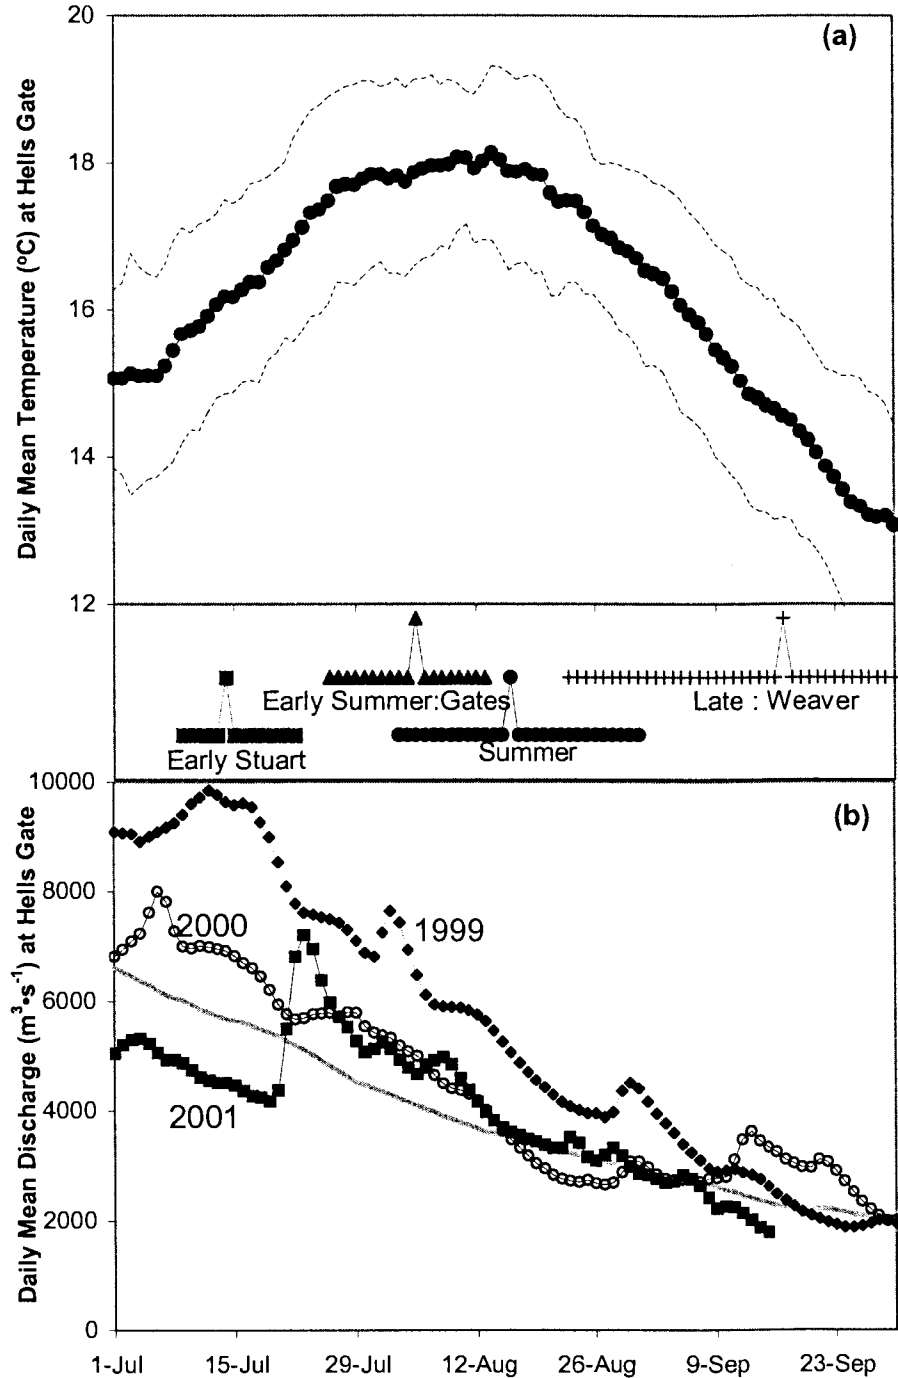 (a)
Daily Mean Temperature (ºC) at Hells Gate
20
18
16
14
12
Early Summer:Gates
Late : Weaver
Summer
Early Stuart
(b)
Daily Mean Discharge (m³•s⁻¹) at Hells Gate
10000
8000
6000
4000
2000
0
2000
1999
2001
1-Jul 15-Jul 29-Jul 12-Aug 26-Aug 9-Sep 23-Sep